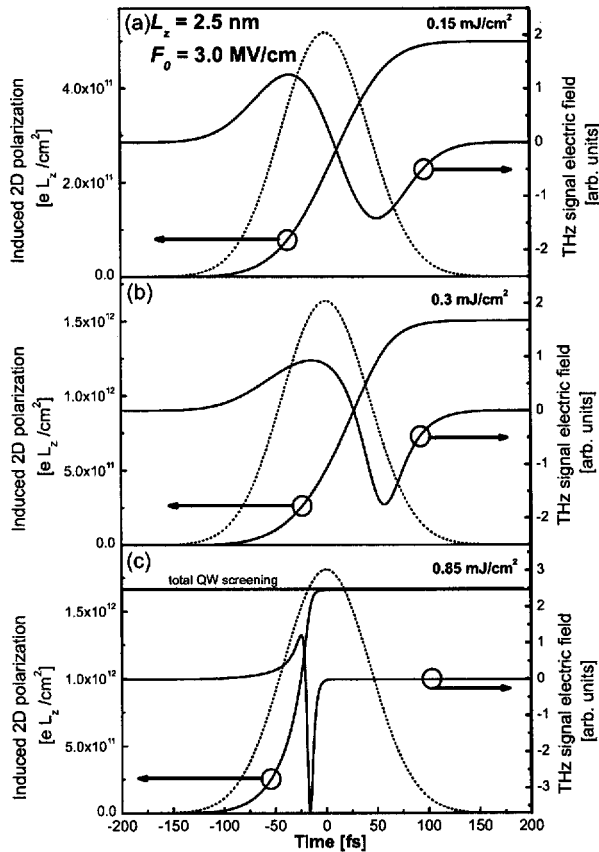 (a) L_z = 2.5 nm
F_0 = 3.0 MV/cm
0.15 mJ/cm²
Induced 2D polarization
[e L_z /cm²]
4.0x10¹¹
2.0x10¹¹
0.0
2
1
0
-1
-2
THz signal electric field
[arb. units]
(b)
0.3 mJ/cm²
Induced 2D polarization
[e L_z /cm²]
1.5x10¹²
1.0x10¹²
5.0x10¹¹
0.0
2
1
0
-1
-2
THz signal electric field
[arb. units]
(c)
0.85 mJ/cm²
total QW screening
Induced 2D polarization
[e L_z /cm²]
1.5x10¹²
1.0x10¹²
5.0x10¹¹
0.0
3
2
1
0
-1
-2
-3
THz signal electric field
[arb. units]
-200 -150 -100 -50 0 50 100 150 200
Time [fs]